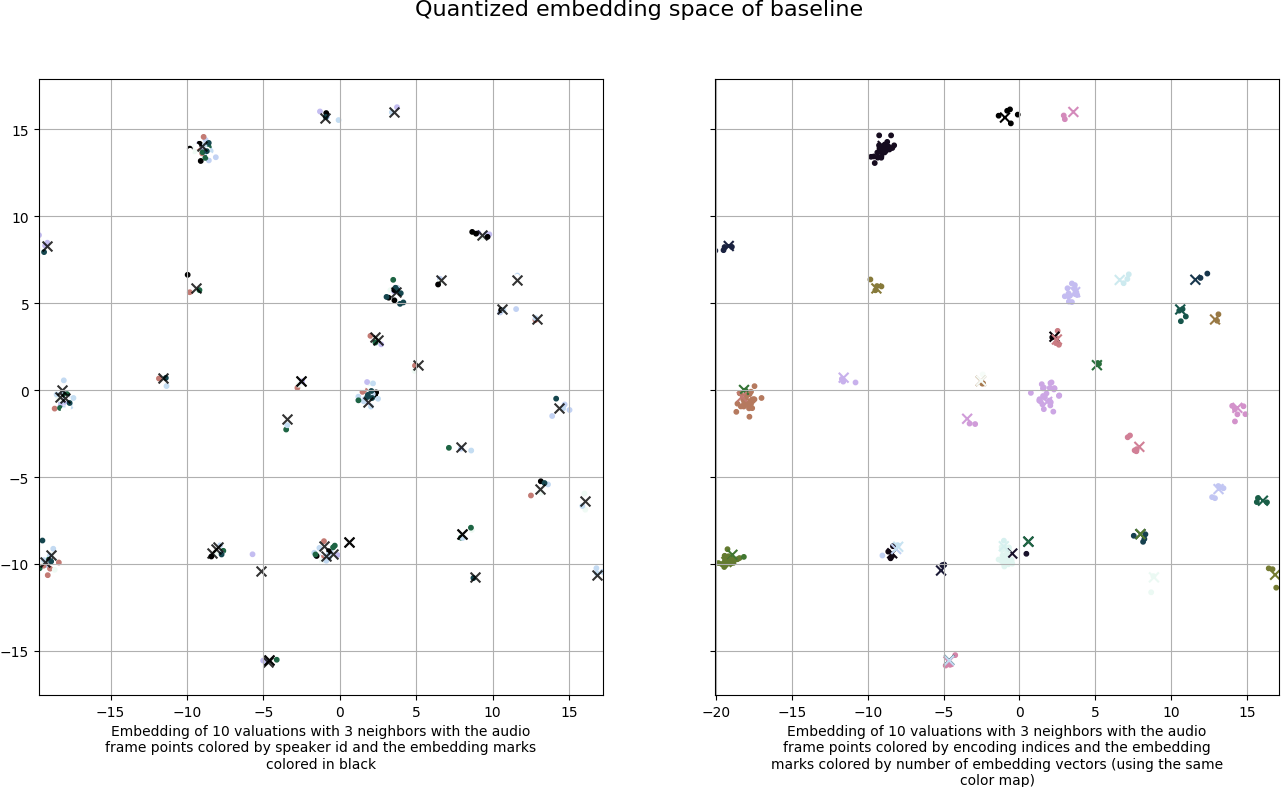 Quantized embedding space of baseline
15
10
5
0
−5
−10
−15
−15 −10 −5 0 5 10 15
−20 −15 −10 −5 0 5 10 15
Embedding of 10 valuations with 3 neighbors with the audio
frame points colored by speaker id and the embedding marks
colored in black
Embedding of 10 valuations with 3 neighbors with the audio
frame points colored by encoding indices and the embedding
marks colored by number of embedding vectors (using the same
color map)